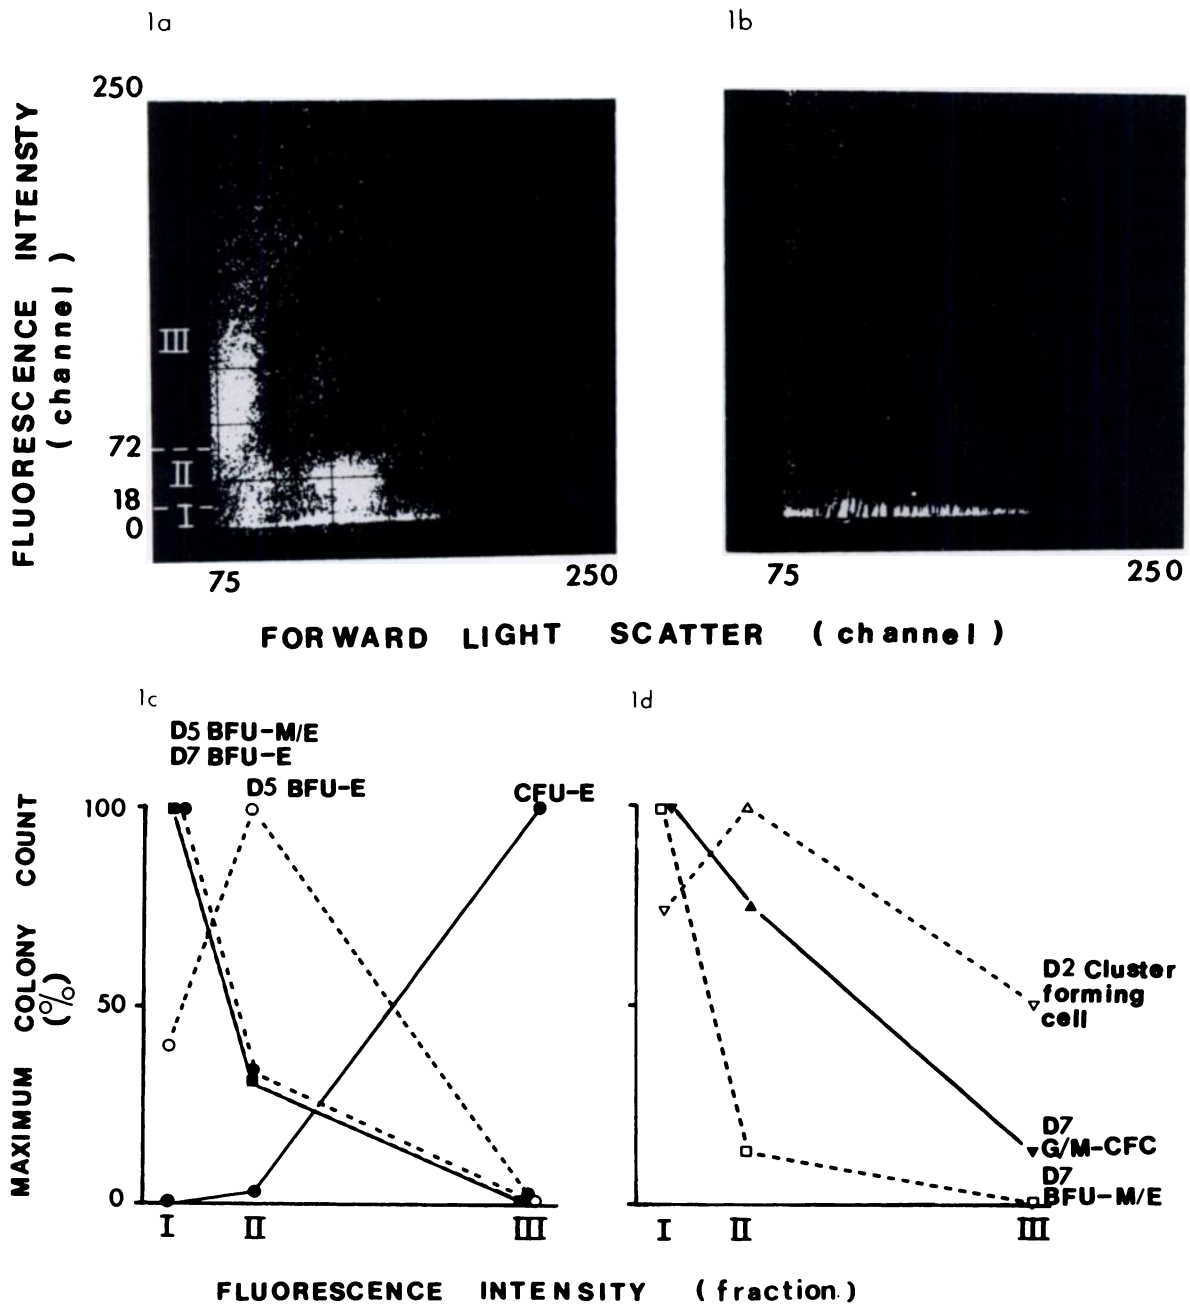 1a
1b
250
FLUORESCENCE INTENSTY
(channel)
III
72
II
18
I
0
75
250
75
250
FORWARD LIGHT SCATTER (channel)
1c
1d
D5 BFU-M/E
D7 BFU-E
D5 BFU-E
CFU-E
MAXIMUM COLONY COUNT
(%)
100
50
0
D2 Cluster
forming
cell
D7
G/M-CFC
D7
BFU-M/E
I II III
I II III
FLUORESCENCE INTENSITY (fraction.)